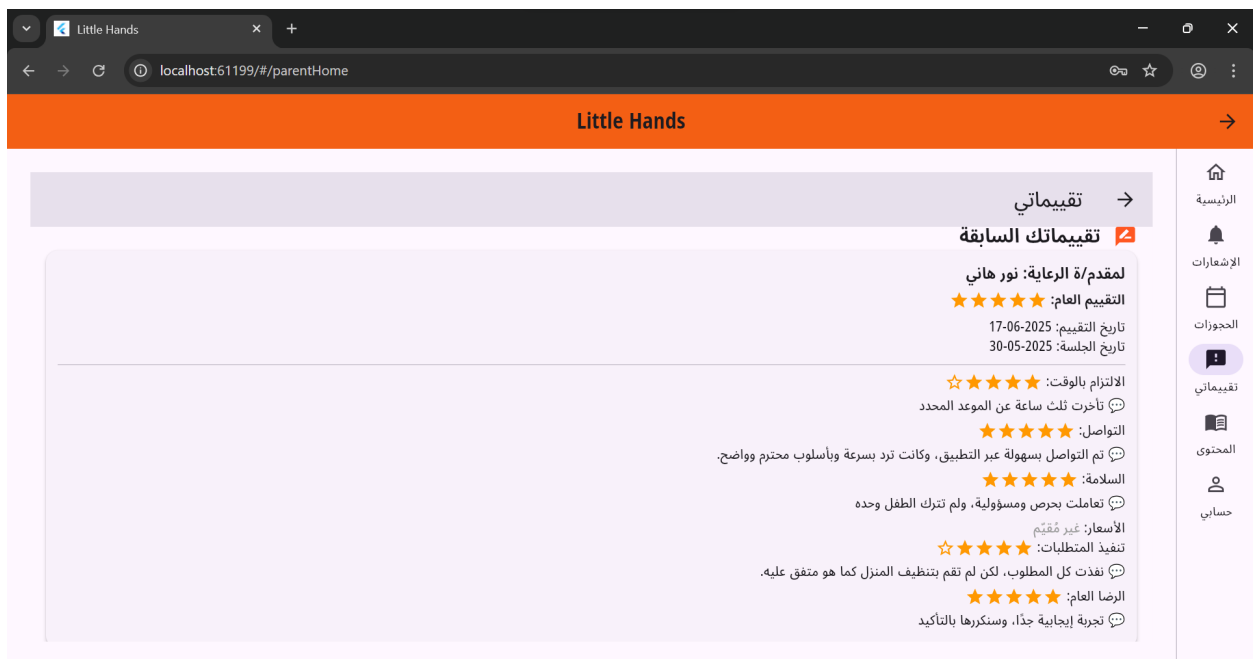 Little Hands
localhost:61199/#/parentHome
Little Hands
تقييماتي
تقييماتك السابقة
لمقدم/ة الرعاية: نور هاني
التقييم العام:
تاريخ التقييم: 2025-06-17
تاريخ الجلسة: 2025-05-30
الالتزام بالوقت:
تأخرت ثلث ساعة عن الموعد المحدد
التواصل:
تم التواصل بسهولة عبر التطبيق، وكانت ترد بسرعة وبأسلوب محترم وواضح.
السلامة:
تعاملت بحرص ومسؤولية، ولم تترك الطفل وحده
الأسعار: غير مُقيّم
تنفيذ المتطلبات:
نفذت كل المطلوب، لكن لم تقم بتنظيف المنزل كما هو متفق عليه.
الرضا العام:
تجربة إيجابية جدًا، وسنكررها بالتأكيد
الرئيسية
الإشعارات
الحجوزات
تقييماتي
المحتوى
حسابي